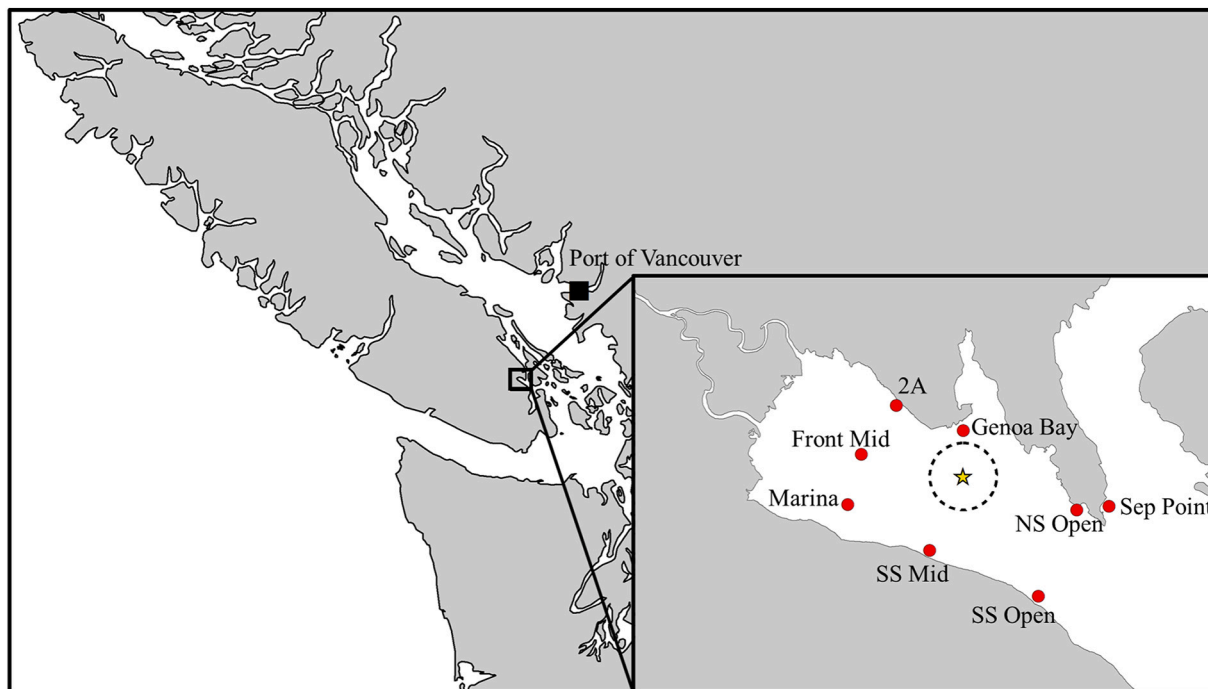 Port of Vancouver
2A
Genoa Bay
Front Mid
Marina
Sep Point
NS Open
SS Mid
SS Open